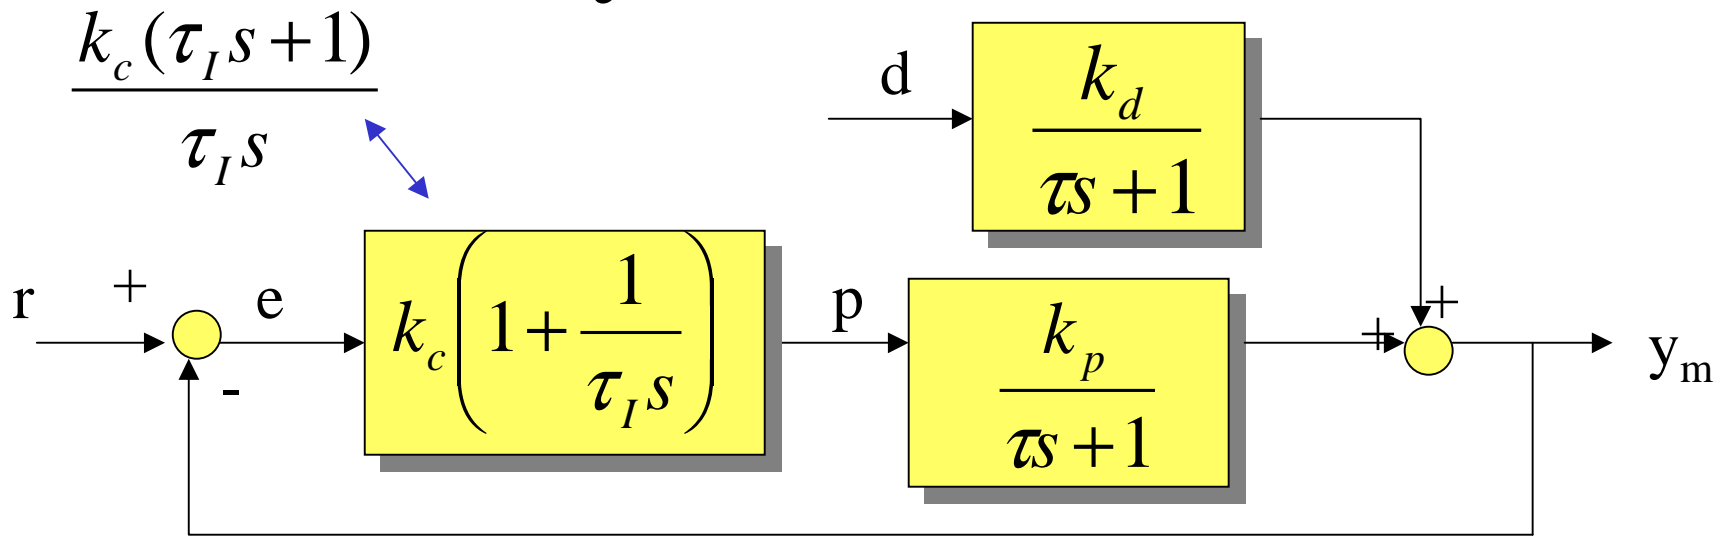 k_c(τ_I s + 1)
τ_I s
d
k_d
τs + 1
r
+
e
k_c(1 + 1
τ_I s)
p
k_p
τs + 1
+
+
y_m
-